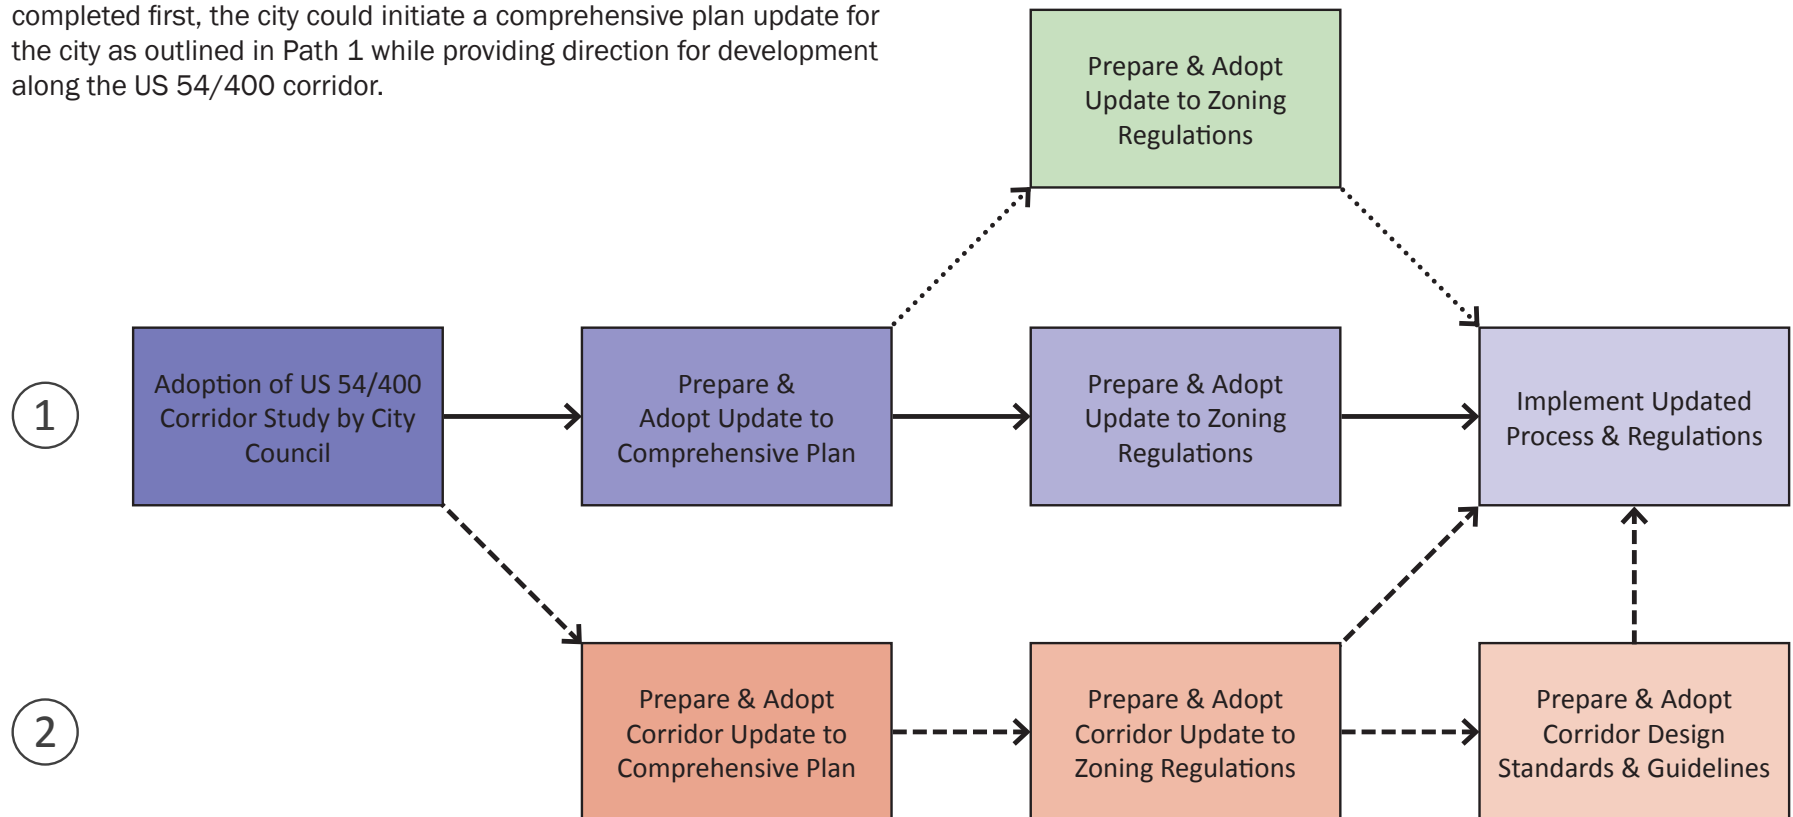 completed first, the city could initiate a comprehensive plan update for
the city as outlined in Path 1 while providing direction for development
along the US 54/400 corridor.
Prepare & Adopt
Update to Zoning
Regulations
1
Adoption of US 54/400
Corridor Study by City
Council
Prepare &
Adopt Update to
Comprehensive Plan
Prepare & Adopt
Update to Zoning
Regulations
Implement Updated
Process & Regulations
2
Prepare & Adopt
Corridor Update to
Comprehensive Plan
Prepare & Adopt
Corridor Update to
Zoning Regulations
Prepare & Adopt
Corridor Design
Standards & Guidelines